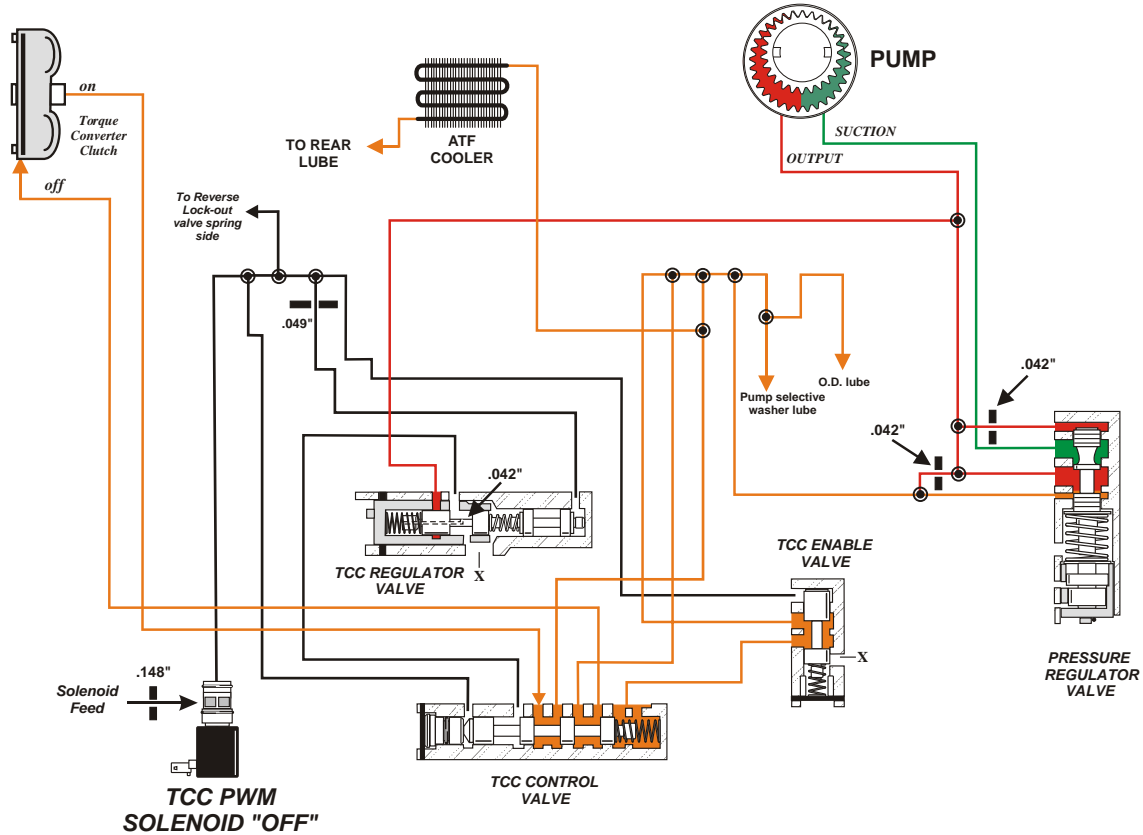 PUMP
on
Torque
Converter
Clutch
off
TO REAR
LUBE
ATF
COOLER
SUCTION
OUTPUT
To Reverse
Lock-out
valve spring
side
.049"
O.D. lube
Pump selective
washer lube
.042"
.042"
.042"
TCC REGULATOR
VALVE
X
TCC ENABLE
VALVE
X
PRESSURE
REGULATOR
VALVE
.148"
Solenoid
Feed
TCC CONTROL
VALVE
TCC PWM
SOLENOID "OFF"